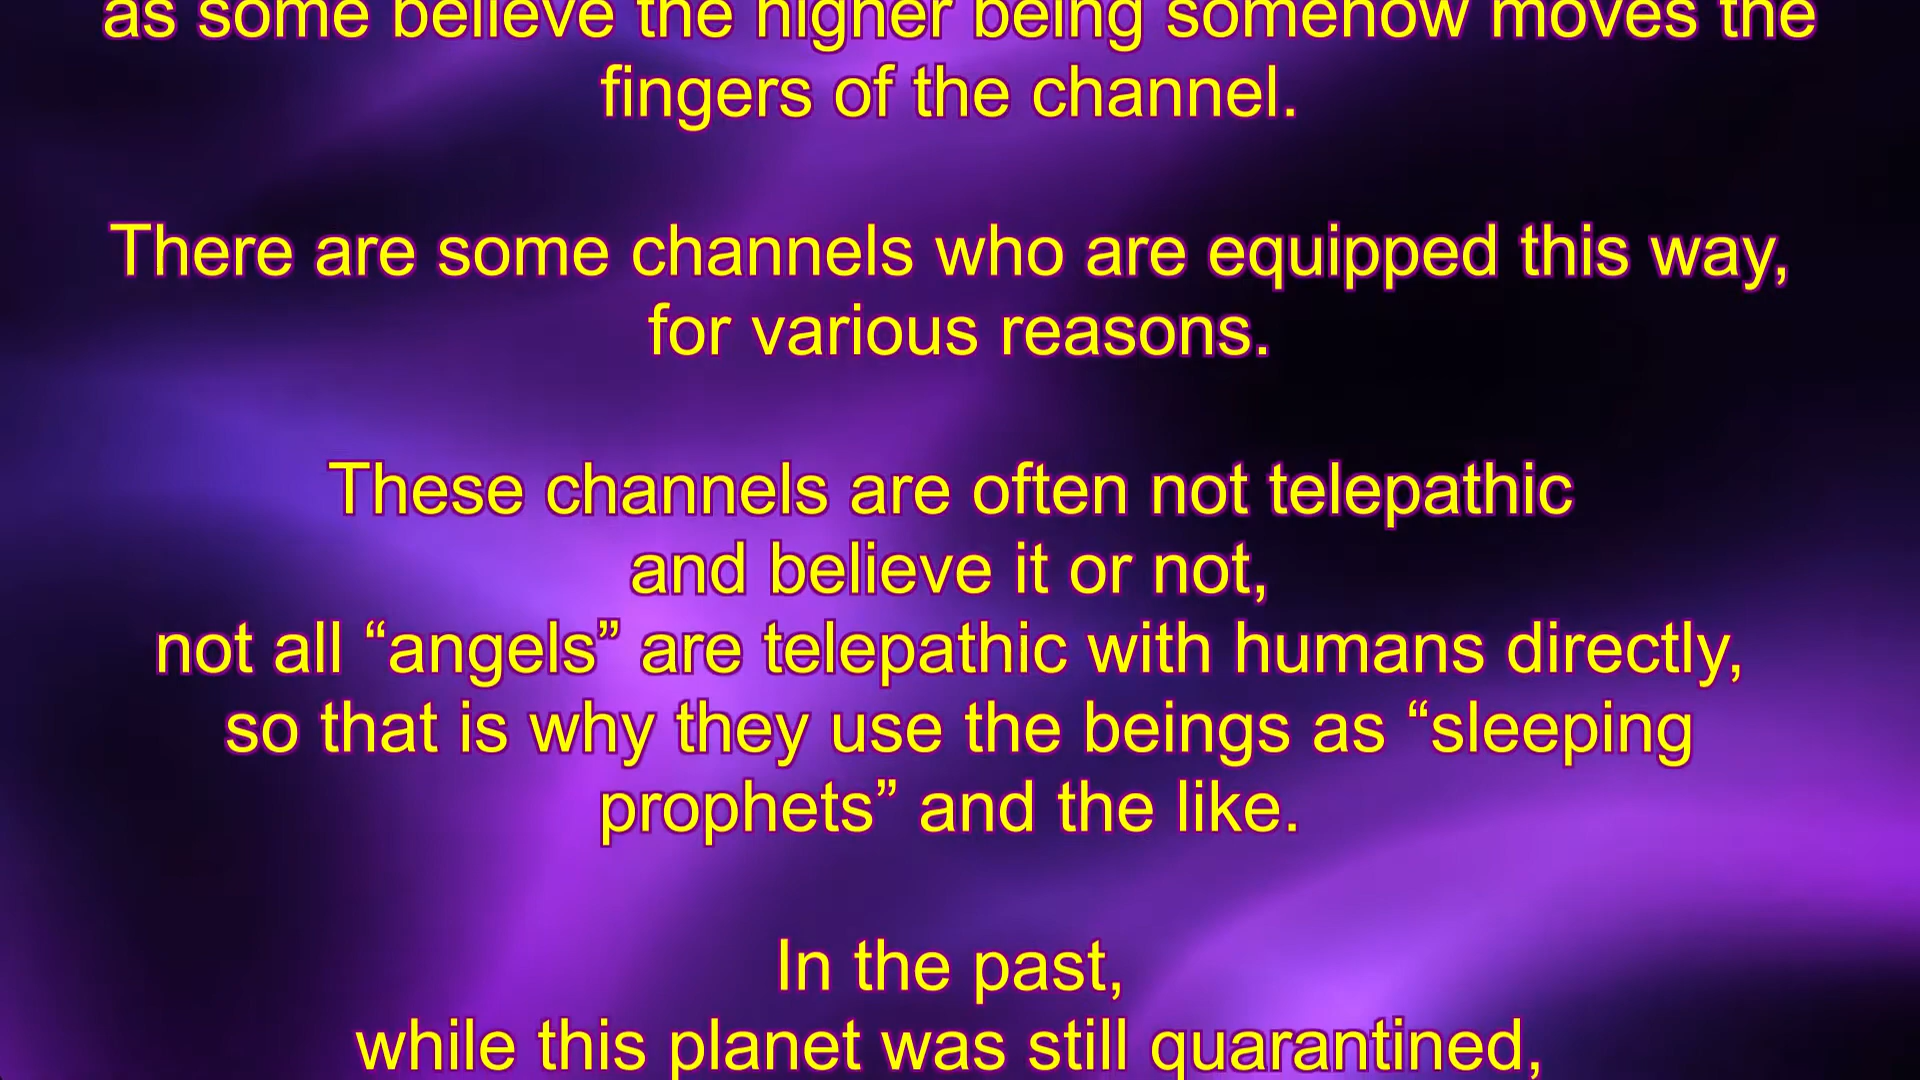 as some believe the higher being somehow moves the
fingers of the channel.
There are some channels who are equipped this way,
for various reasons.
These channels are often not telepathic
and believe it or not,
not all “angels” are telepathic with humans directly,
so that is why they use the beings as “sleeping
prophets” and the like.
In the past,
while this planet was still quarantined,